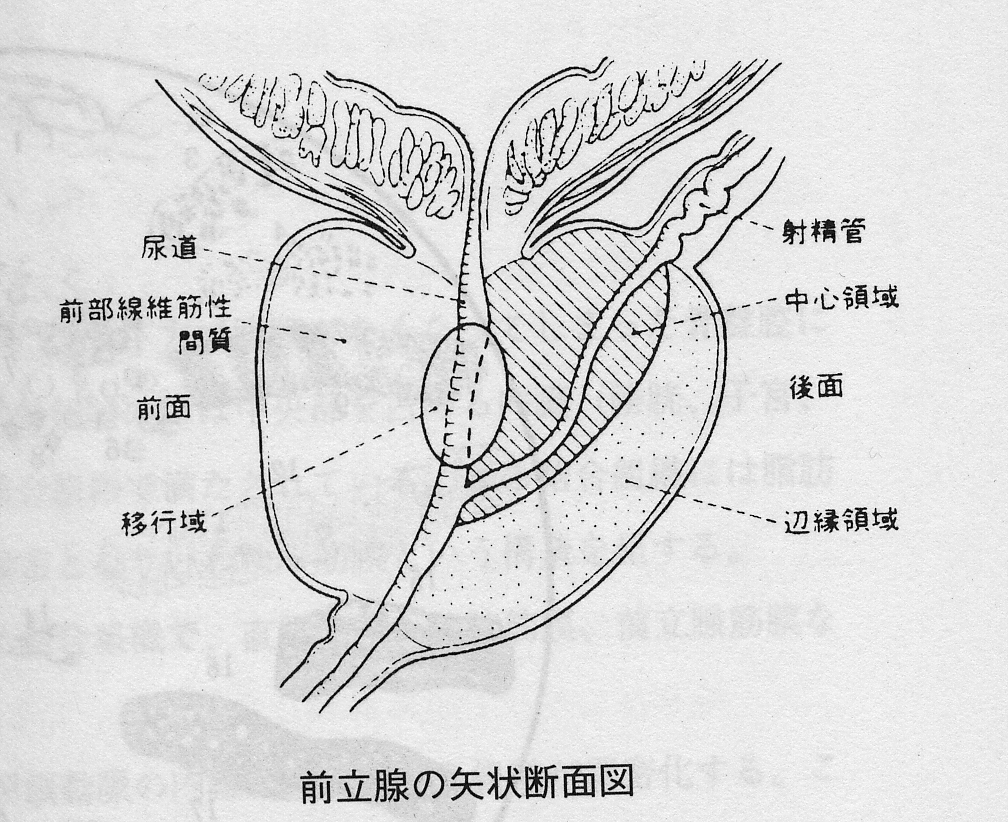 射精管
尿道
中心領域
前部線維筋性
間質
後面
前面
移行域
辺縁領域
前立腺の矢状断面図